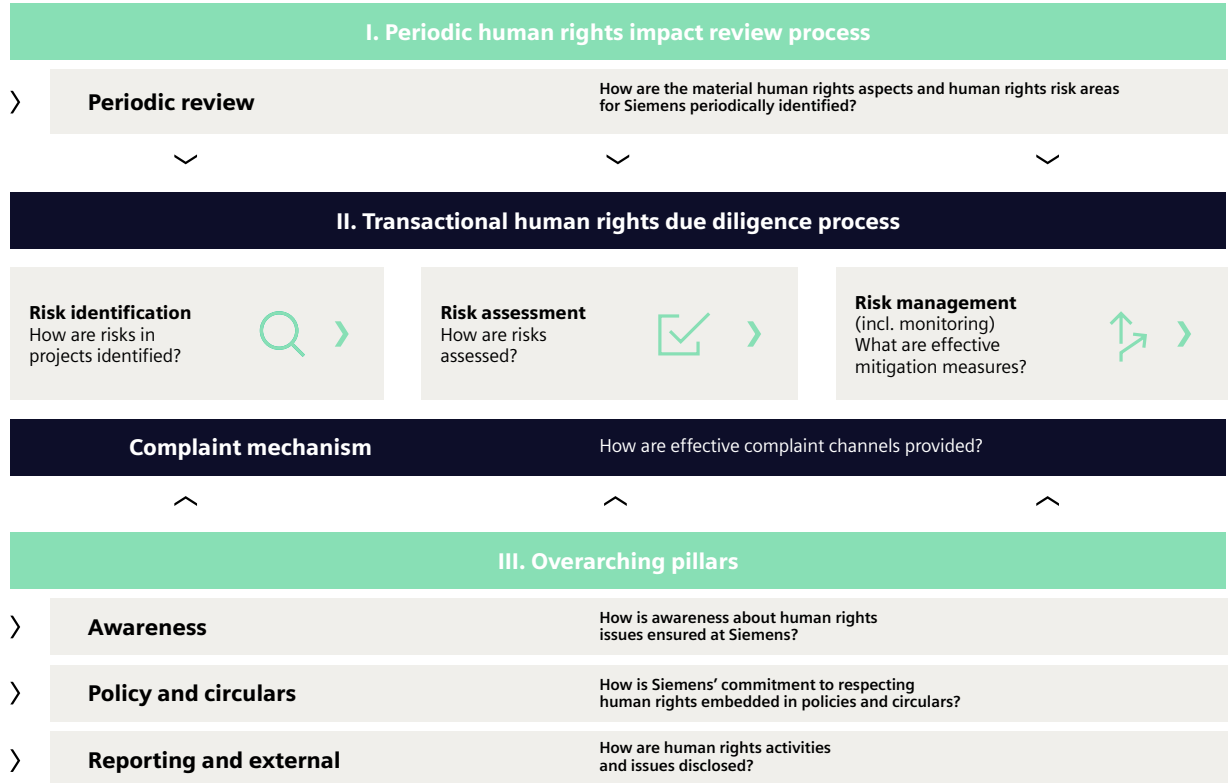 I. Periodic human rights impact review process
Periodic review
How are the material human rights aspects and human rights risk areas
for Siemens periodically identified?
II. Transactional human rights due diligence process
Risk identification
How are risks in
projects identified?
Risk assessment
How are risks
assessed?
Risk management
(incl. monitoring)
What are effective
mitigation measures?
Complaint mechanism
How are effective complaint channels provided?
III. Overarching pillars
Awareness
How is awareness about human rights
issues ensured at Siemens?
Policy and circulars
How is Siemens’ commitment to respecting
human rights embedded in policies and circulars?
Reporting and external
How are human rights activities
and issues disclosed?